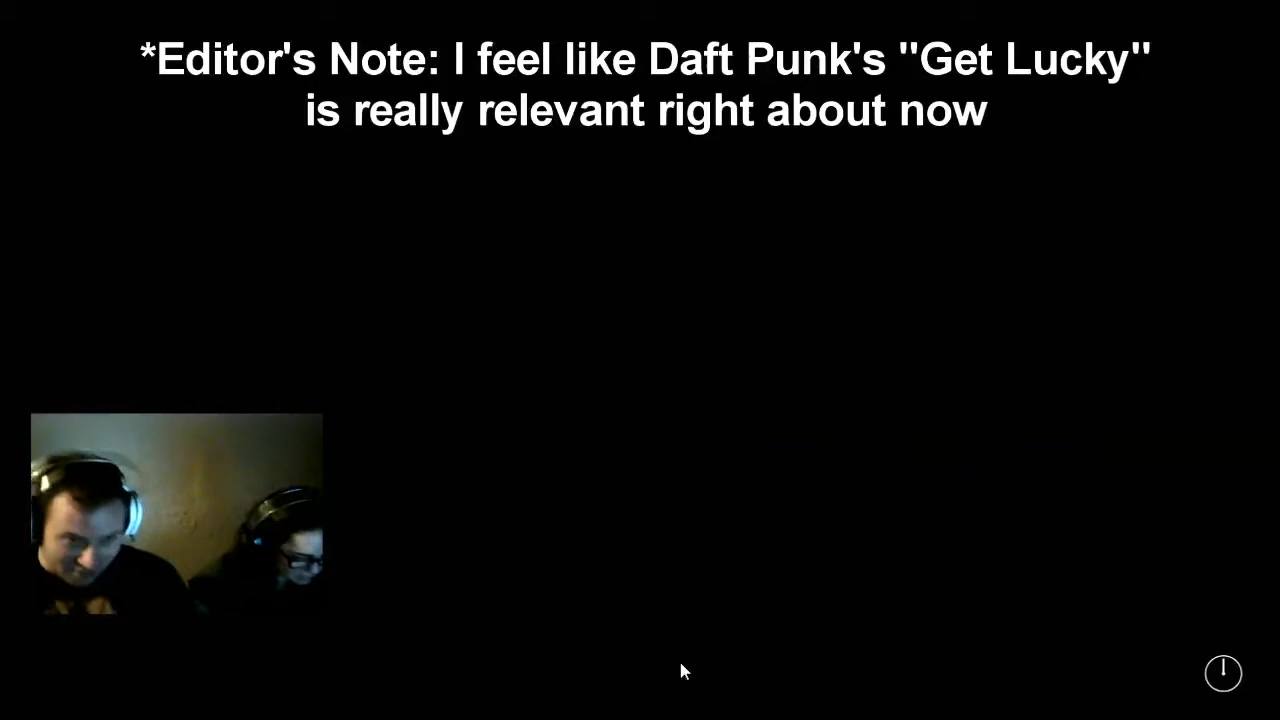 *Editor's Note: I feel like Daft Punk's "Get Lucky"
is really relevant right about now